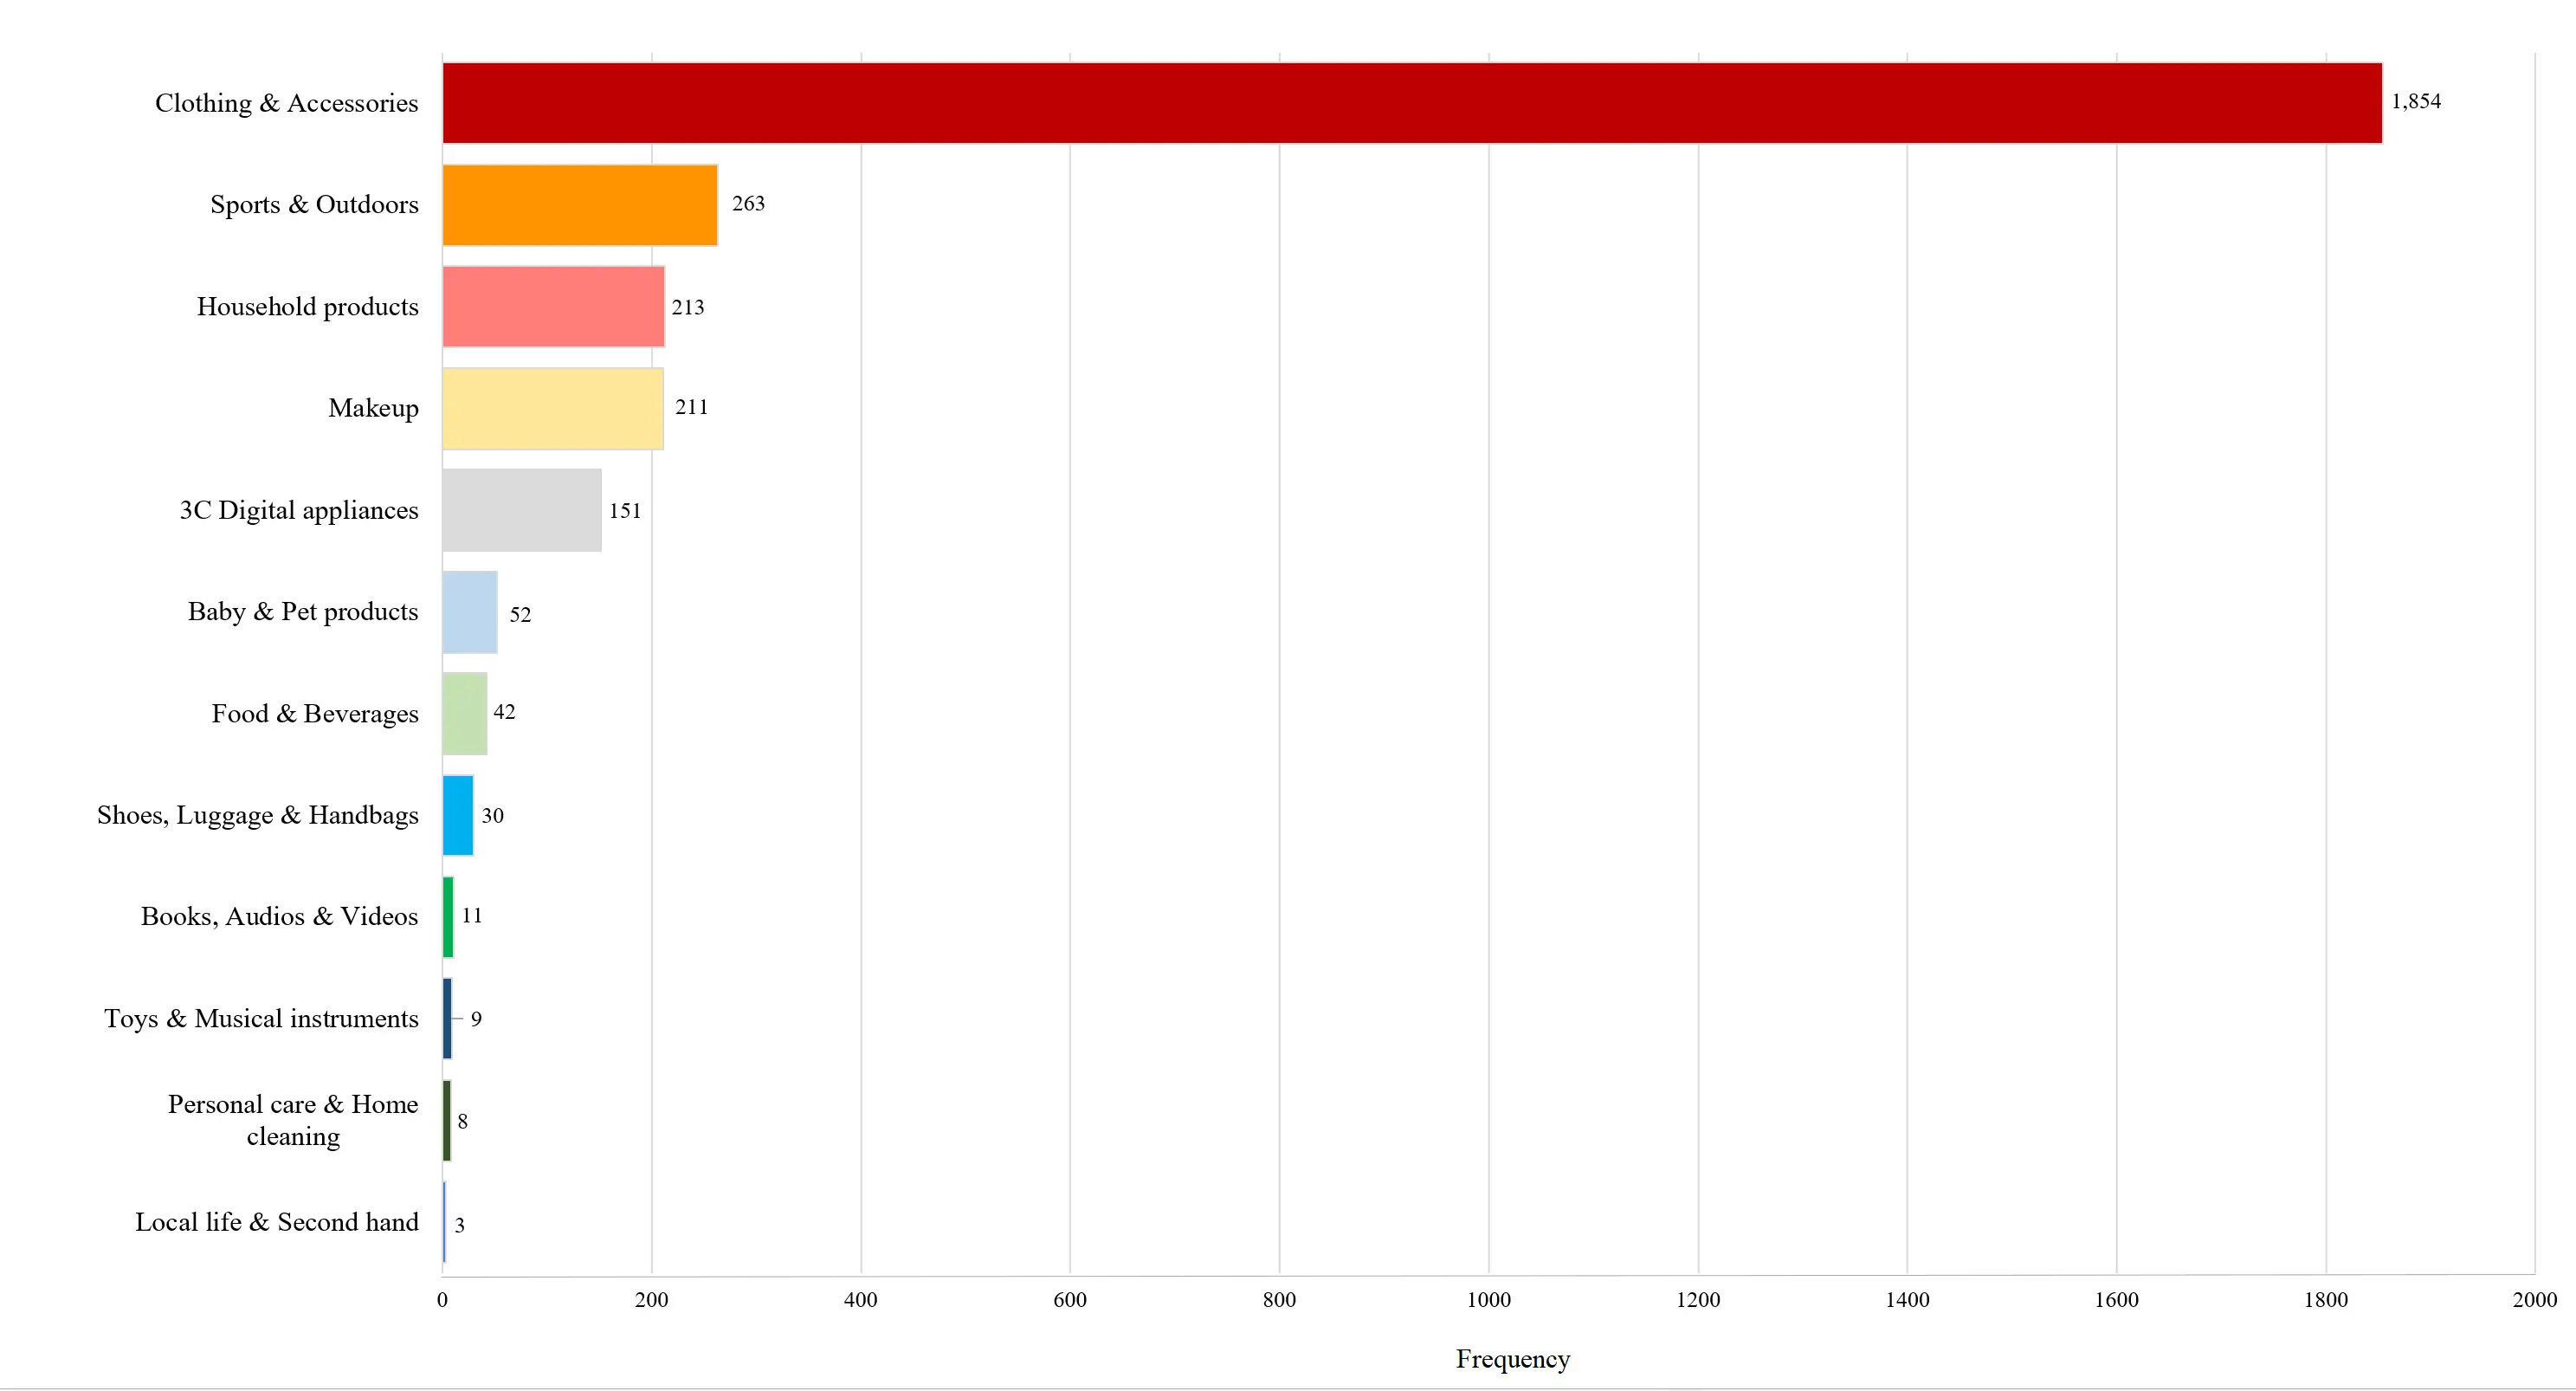 Clothing & Accessories
1,854
Sports & Outdoors
263
Household products
213
Makeup
211
3C Digital appliances
151
Baby & Pet products
52
Food & Beverages
42
Shoes, Luggage & Handbags
30
Books, Audios & Videos
11
Toys & Musical instruments
9
Personal care & Home
cleaning
8
Local life & Second hand
3
0 200 400 600 800 1000 1200 1400 1600 1800 2000
Frequency